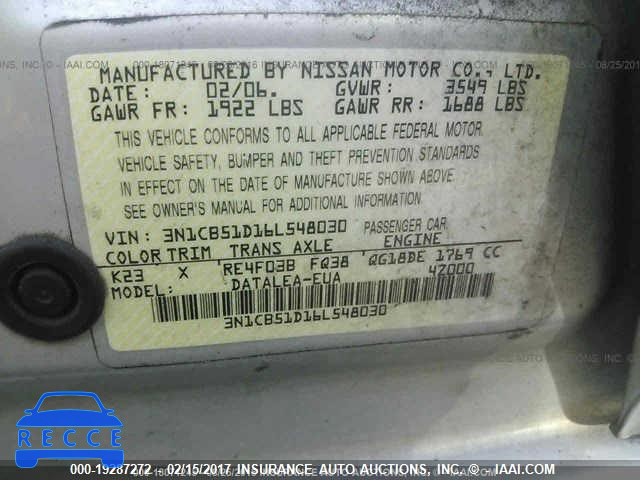 MANUFACTURED BY NISSAN MOTOR CO., LTD.
DATE: 02/06. GVWR: 3549 LBS
GAWR FR: 1922 LBS GAWR RR: 1688 LBS
THIS VEHICLE CONFORMS TO ALL APPLICABLE FEDERAL MOTOR
VEHICLE SAFETY, BUMPER AND THEFT PREVENTION STANDARDS
IN EFFECT ON THE DATE OF MANUFACTURE SHOWN ABOVE.
SEE OWNER'S MANUAL FOR ADDITIONAL INFORMATION.
VIN: 3N1CB51D16L548030 PASSENGER CAR.
COLOR TRIM TRANS AXLE ENGINE
K23 X RE4F03B FQ38 QG18DE 1769 CC
MODEL: DATALEA-EUA 4Z000
3N1CB51D16L548030
RECCE
000-19287272 - 02/15/2017 INSURANCE AUTO AUCTIONS, INC. © - IAAI.COM